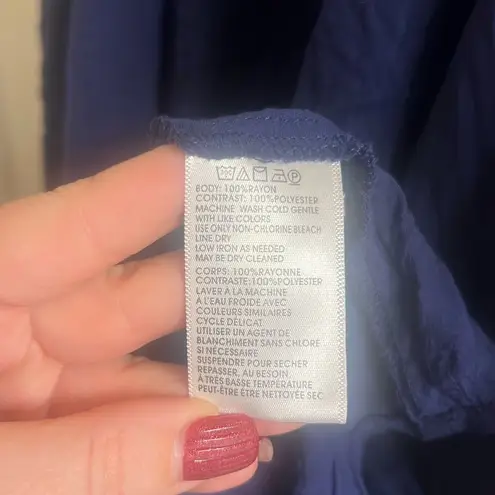 BODY: 100%RAYON
CONTRAST: 100%POLYESTER
MACHINE WASH COLD GENTLE
WITH LIKE COLORS
USE ONLY NON-CHLORINE BLEACH
LINE DRY
LOW IRON AS NEEDED
MAY BE DRY CLEANED
CORPS: 100%RAYONNE
CONTRASTE:100%POLYESTER
LAVER À LA MACHINE
À L'EAU FROIDE AVEC
COULEURS SIMILAIRES
CYCLE DÉLICAT
UTILISER UN AGENT DE
BLANCHIMENT SANS CHLORE
SI NÉCESSAIRE
SUSPENDRE POUR SECHER
REPASSER, AU BESOIN,
À TRÈS BASSE TEMPÉRATURE
PEUT-ÊTRE ÊTRE NETTOYÉE SEC